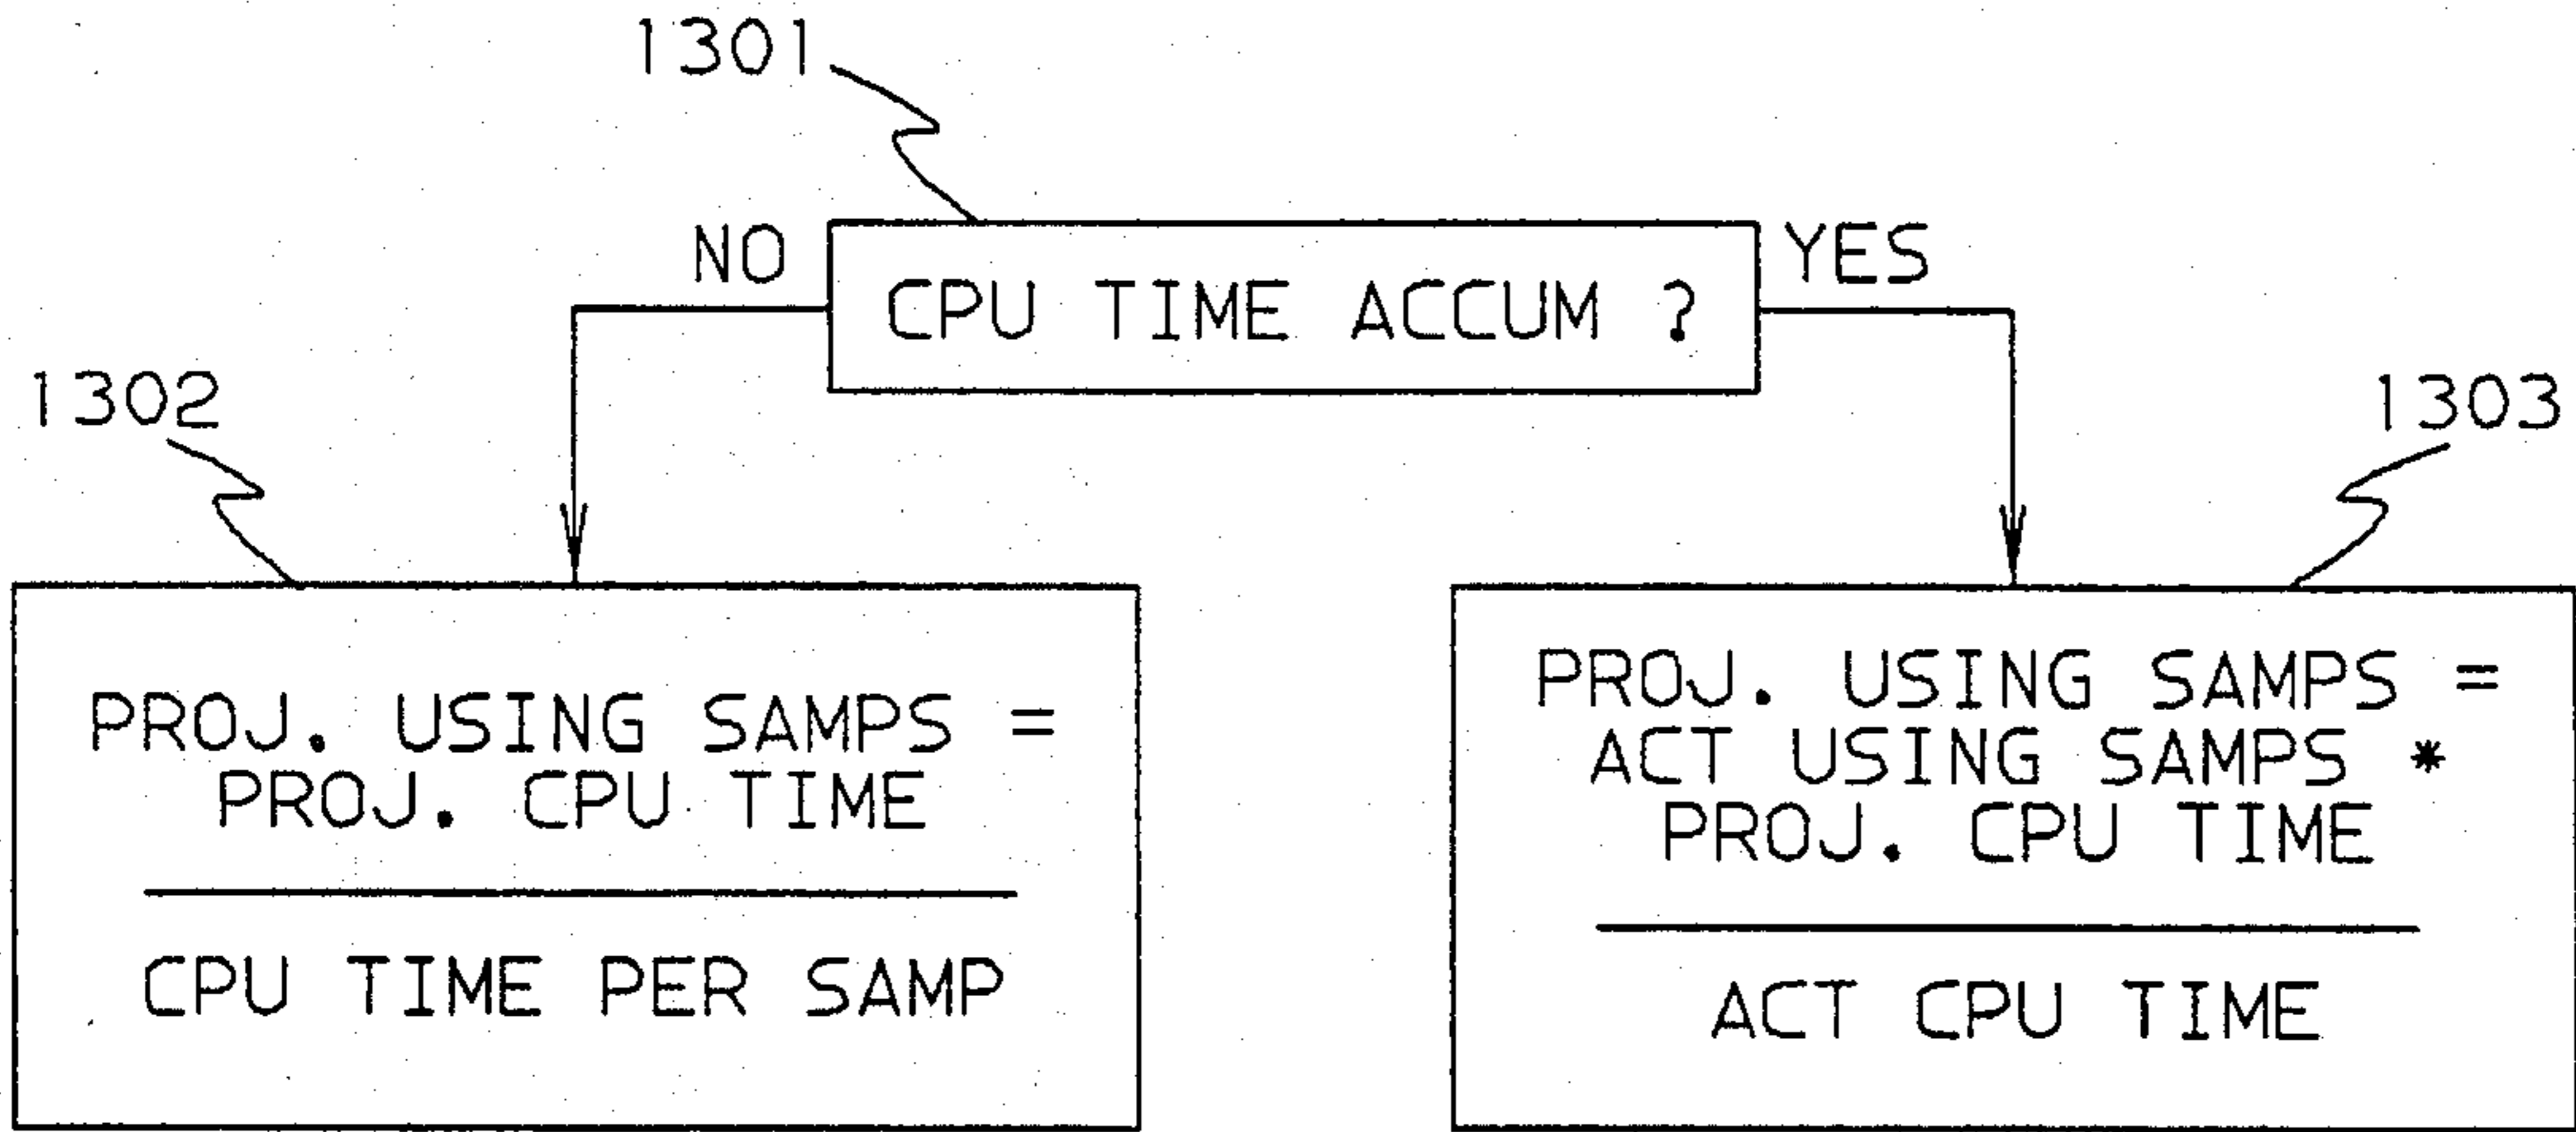 1301
NO
YES
CPU TIME ACCUM ?
1302
1303
PROJ. USING SAMPS =
PROJ. CPU TIME
CPU TIME PER SAMP
PROJ. USING SAMPS =
ACT USING SAMPS *
PROJ. CPU TIME
ACT CPU TIME